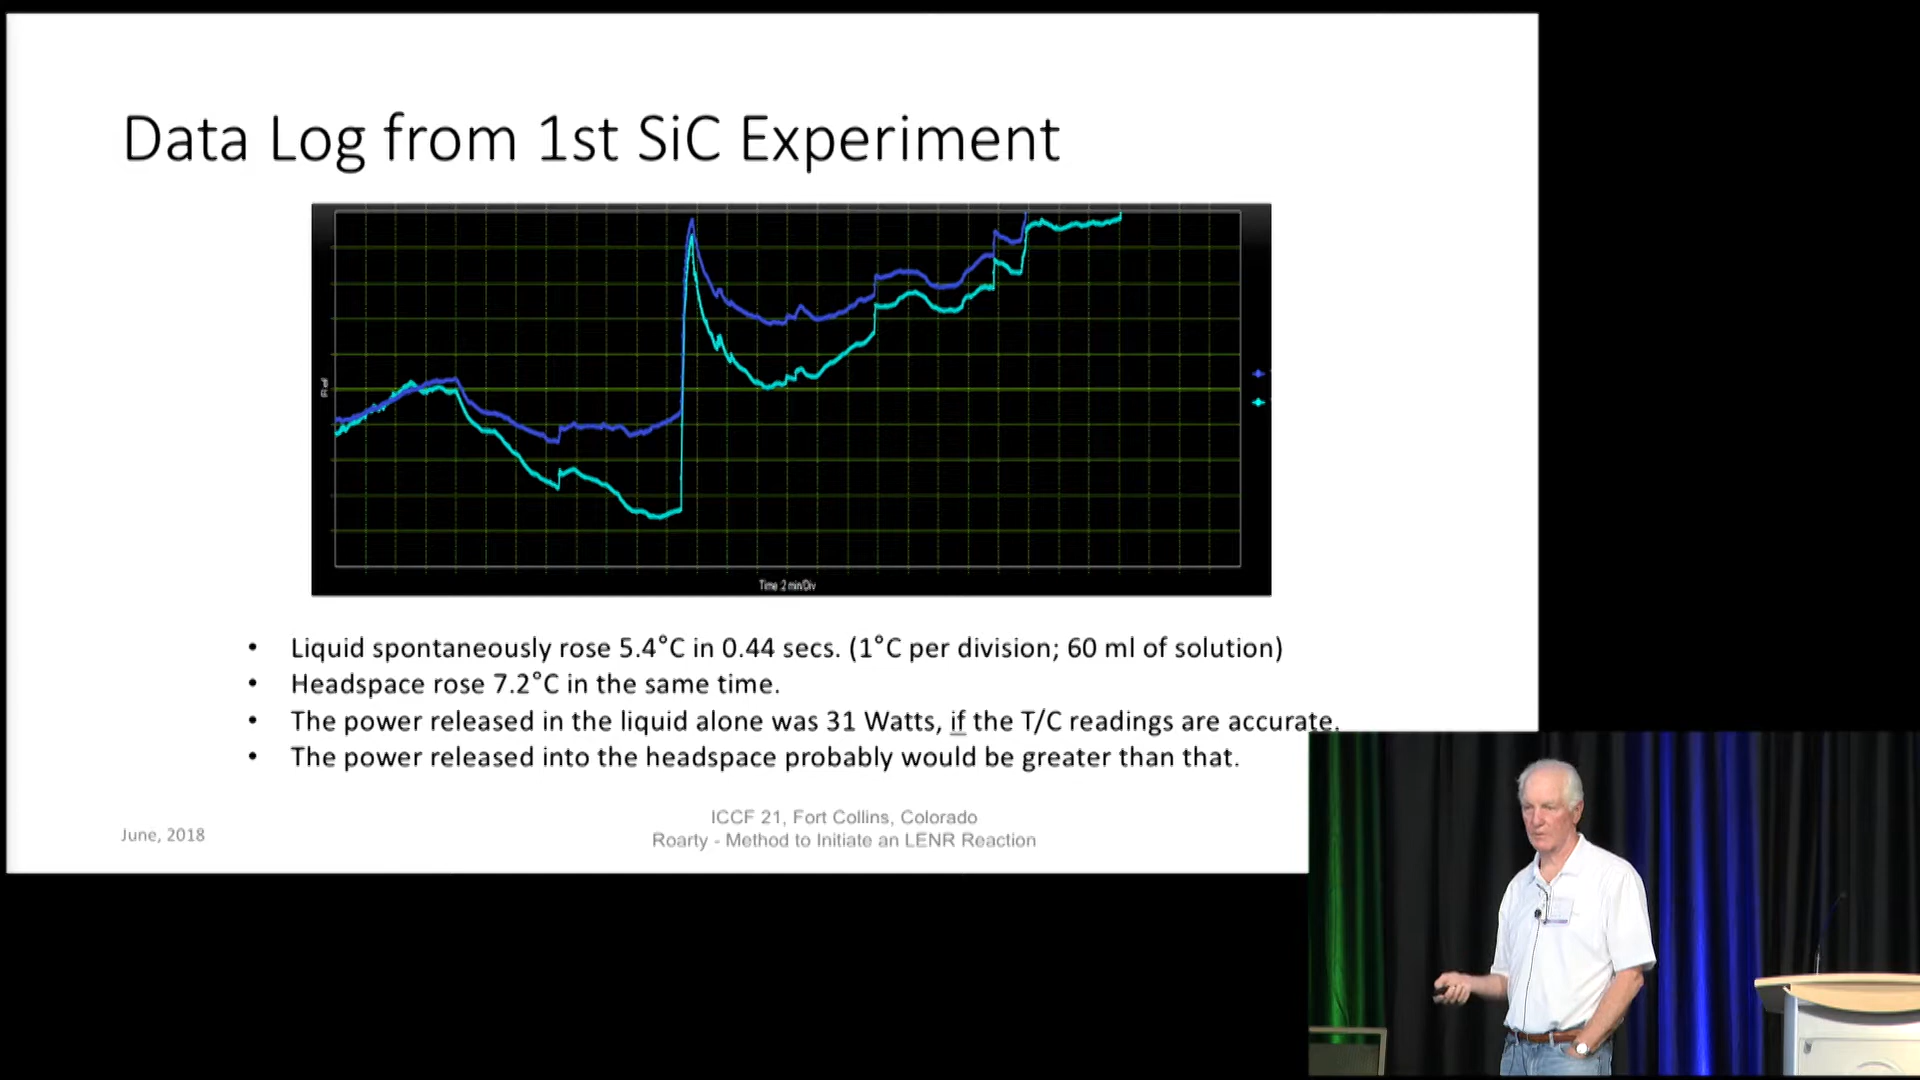 Data Log from 1st SiC Experiment
Time 2 min/Div
• Liquid spontaneously rose 5.4°C in 0.44 secs. (1°C per division; 60 ml of solution)
• Headspace rose 7.2°C in the same time.
• The power released in the liquid alone was 31 Watts, if the T/C readings are accurate.
• The power released into the headspace probably would be greater than that.
June, 2018
ICCF 21, Fort Collins, Colorado
Roarty - Method to Initiate an LENR Reaction